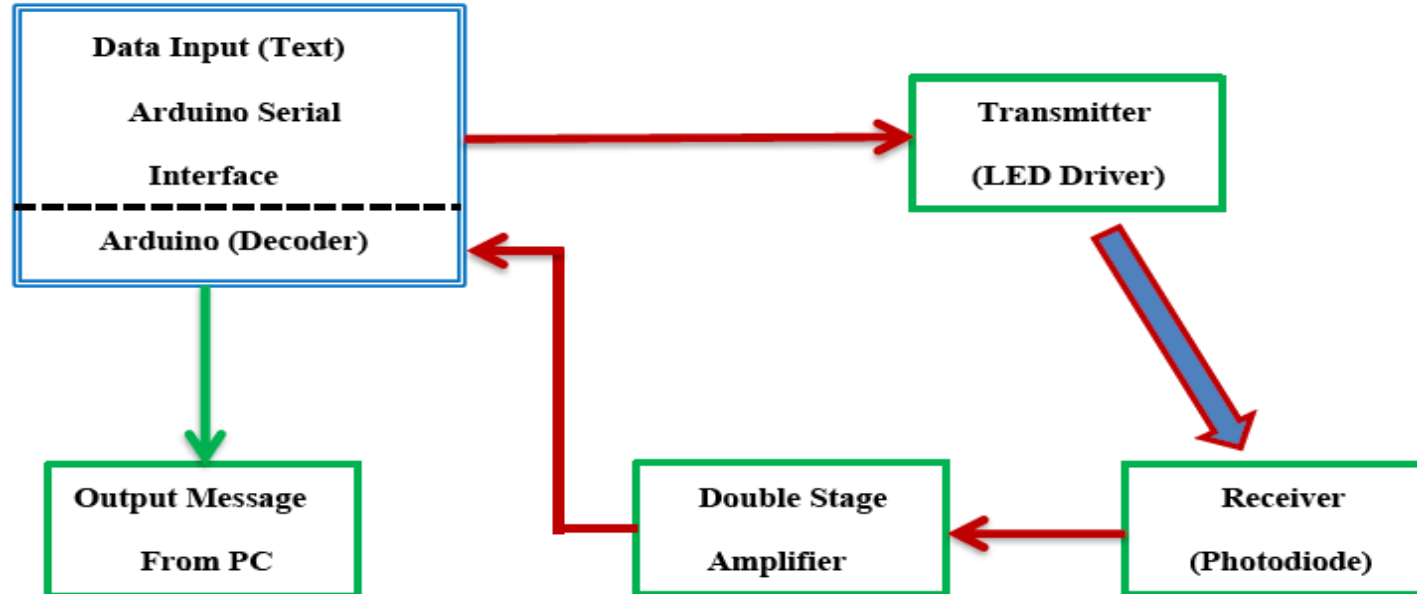 Data Input (Text)
Arduino Serial
Interface
Arduino (Decoder)
Transmitter
(LED Driver)
Output Message
From PC
Double Stage
Amplifier
Receiver
(Photodiode)